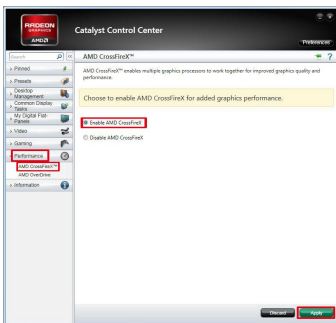 RADEON
GRAPHICS
AMD
Catalyst Control Center
Preferences
Search
AMD CrossFireX™
Pinned
Presets
Desktop
Management
Common Display
Tasks
My Digital Flat-
Panels
Video
Gaming
Performance
AMD CrossFireX™
AMD OverDrive
Information
AMD CrossFireX™ enables multiple graphics processors to work together for improved graphics quality and
performance.
Choose to enable AMD CrossFireX for added graphics performance.
Enable AMD CrossFireX
Disable AMD CrossFireX
Discard
Apply